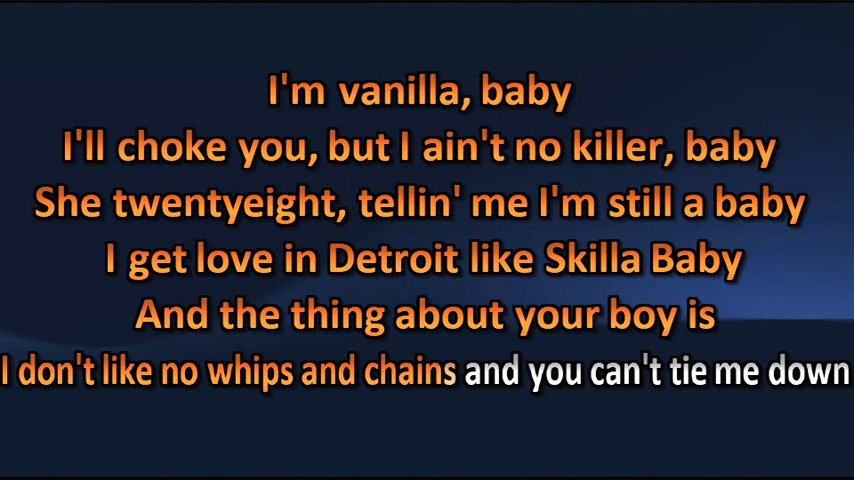 I'm vanilla, baby
I'll choke you, but I ain't no killer, baby
She twentyeight, tellin' me I'm still a baby
I get love in Detroit like Skilla Baby
And the thing about your boy is
I don't like no whips and chains and you can't tie me down